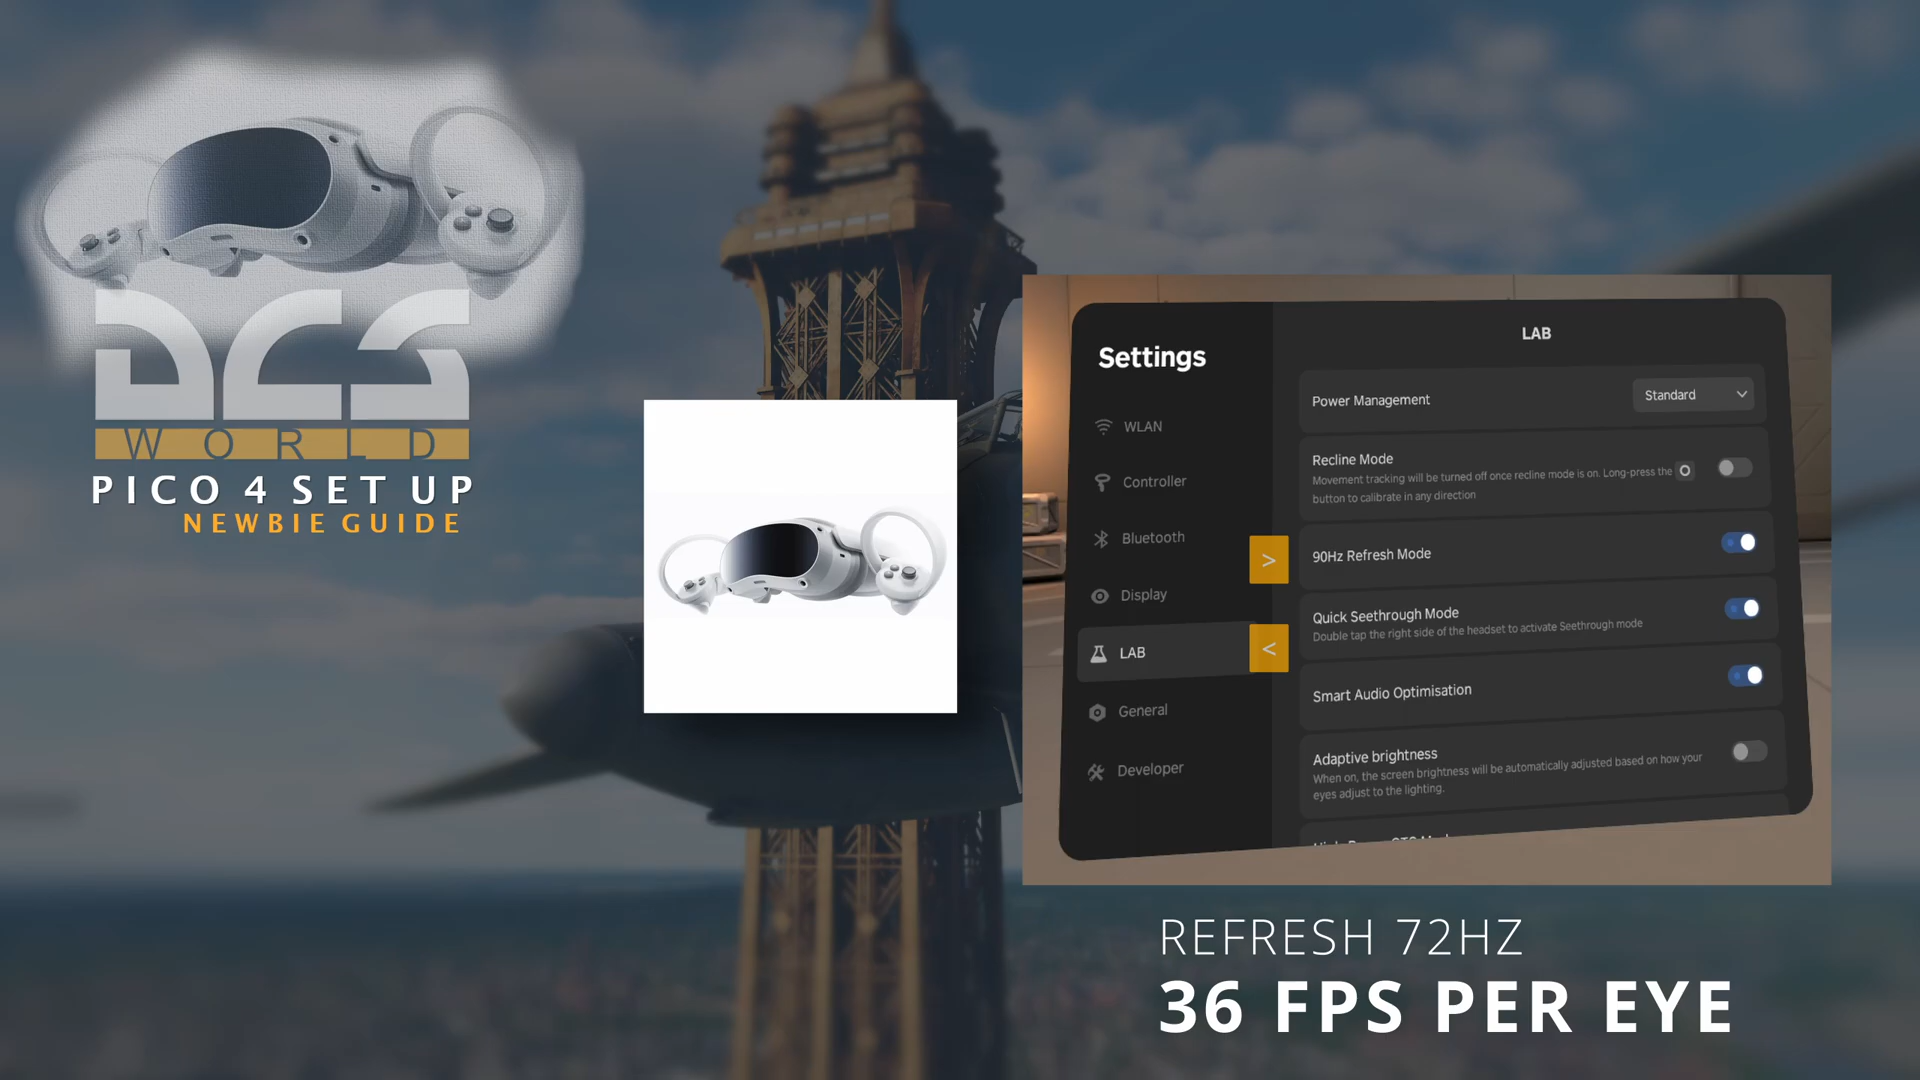 DCS
WORLD
PICO 4 SET UP
NEWBIE GUIDE
Settings
WLAN
Controller
Bluetooth
Display
LAB
General
Developer
>
<
LAB
Power Management
Standard
Recline Mode
Movement tracking will be turned off once recline mode is on. Long-press the
button to calibrate in any direction
90Hz Refresh Mode
Quick Seethrough Mode
Double tap the right side of the headset to activate Seethrough mode
Smart Audio Optimisation
Adaptive brightness
When on, the screen brightness will be automatically adjusted based on how your
eyes adjust to the lighting.
REFRESH 72HZ
36 FPS PER EYE